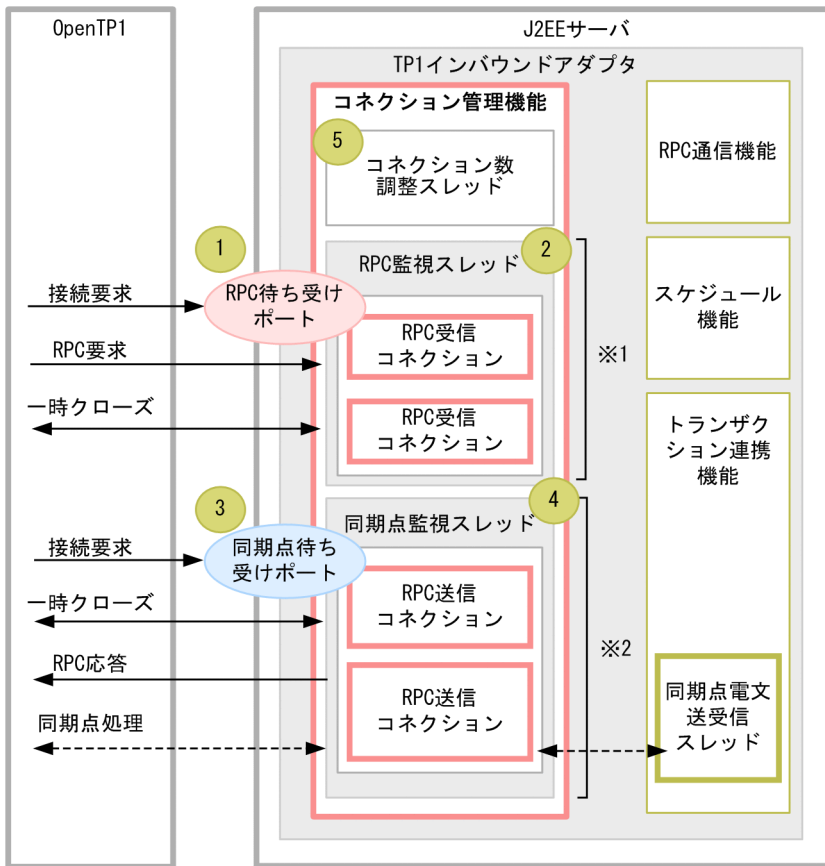 OpenTP1
J2EEサーバ
TP1インバウンドアダプタ
コネクション管理機能
5
コネクション数
調整スレッド
RPC通信機能
1
2
RPC監視スレッド
接続要求
RPC待ち受け
ポート
スケジュール
機能
RPC要求
RPC受信
コネクション
※1
一時クローズ
RPC受信
コネクション
トランザク
ション連携
機能
3
4
同期点監視スレッド
接続要求
同期点待ち
受けポート
一時クローズ
RPC送信
コネクション
※2
RPC応答
RPC送信
コネクション
同期点電文
送受信
スレッド
同期点処理